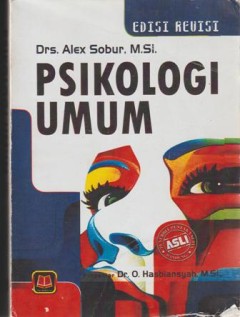 EDISI REVISI
Drs. Alex Sobur, M.Si.
PSIKOLOGI
UMUM
ASLI
Dr. O. Hasbiansyah, M.Si.